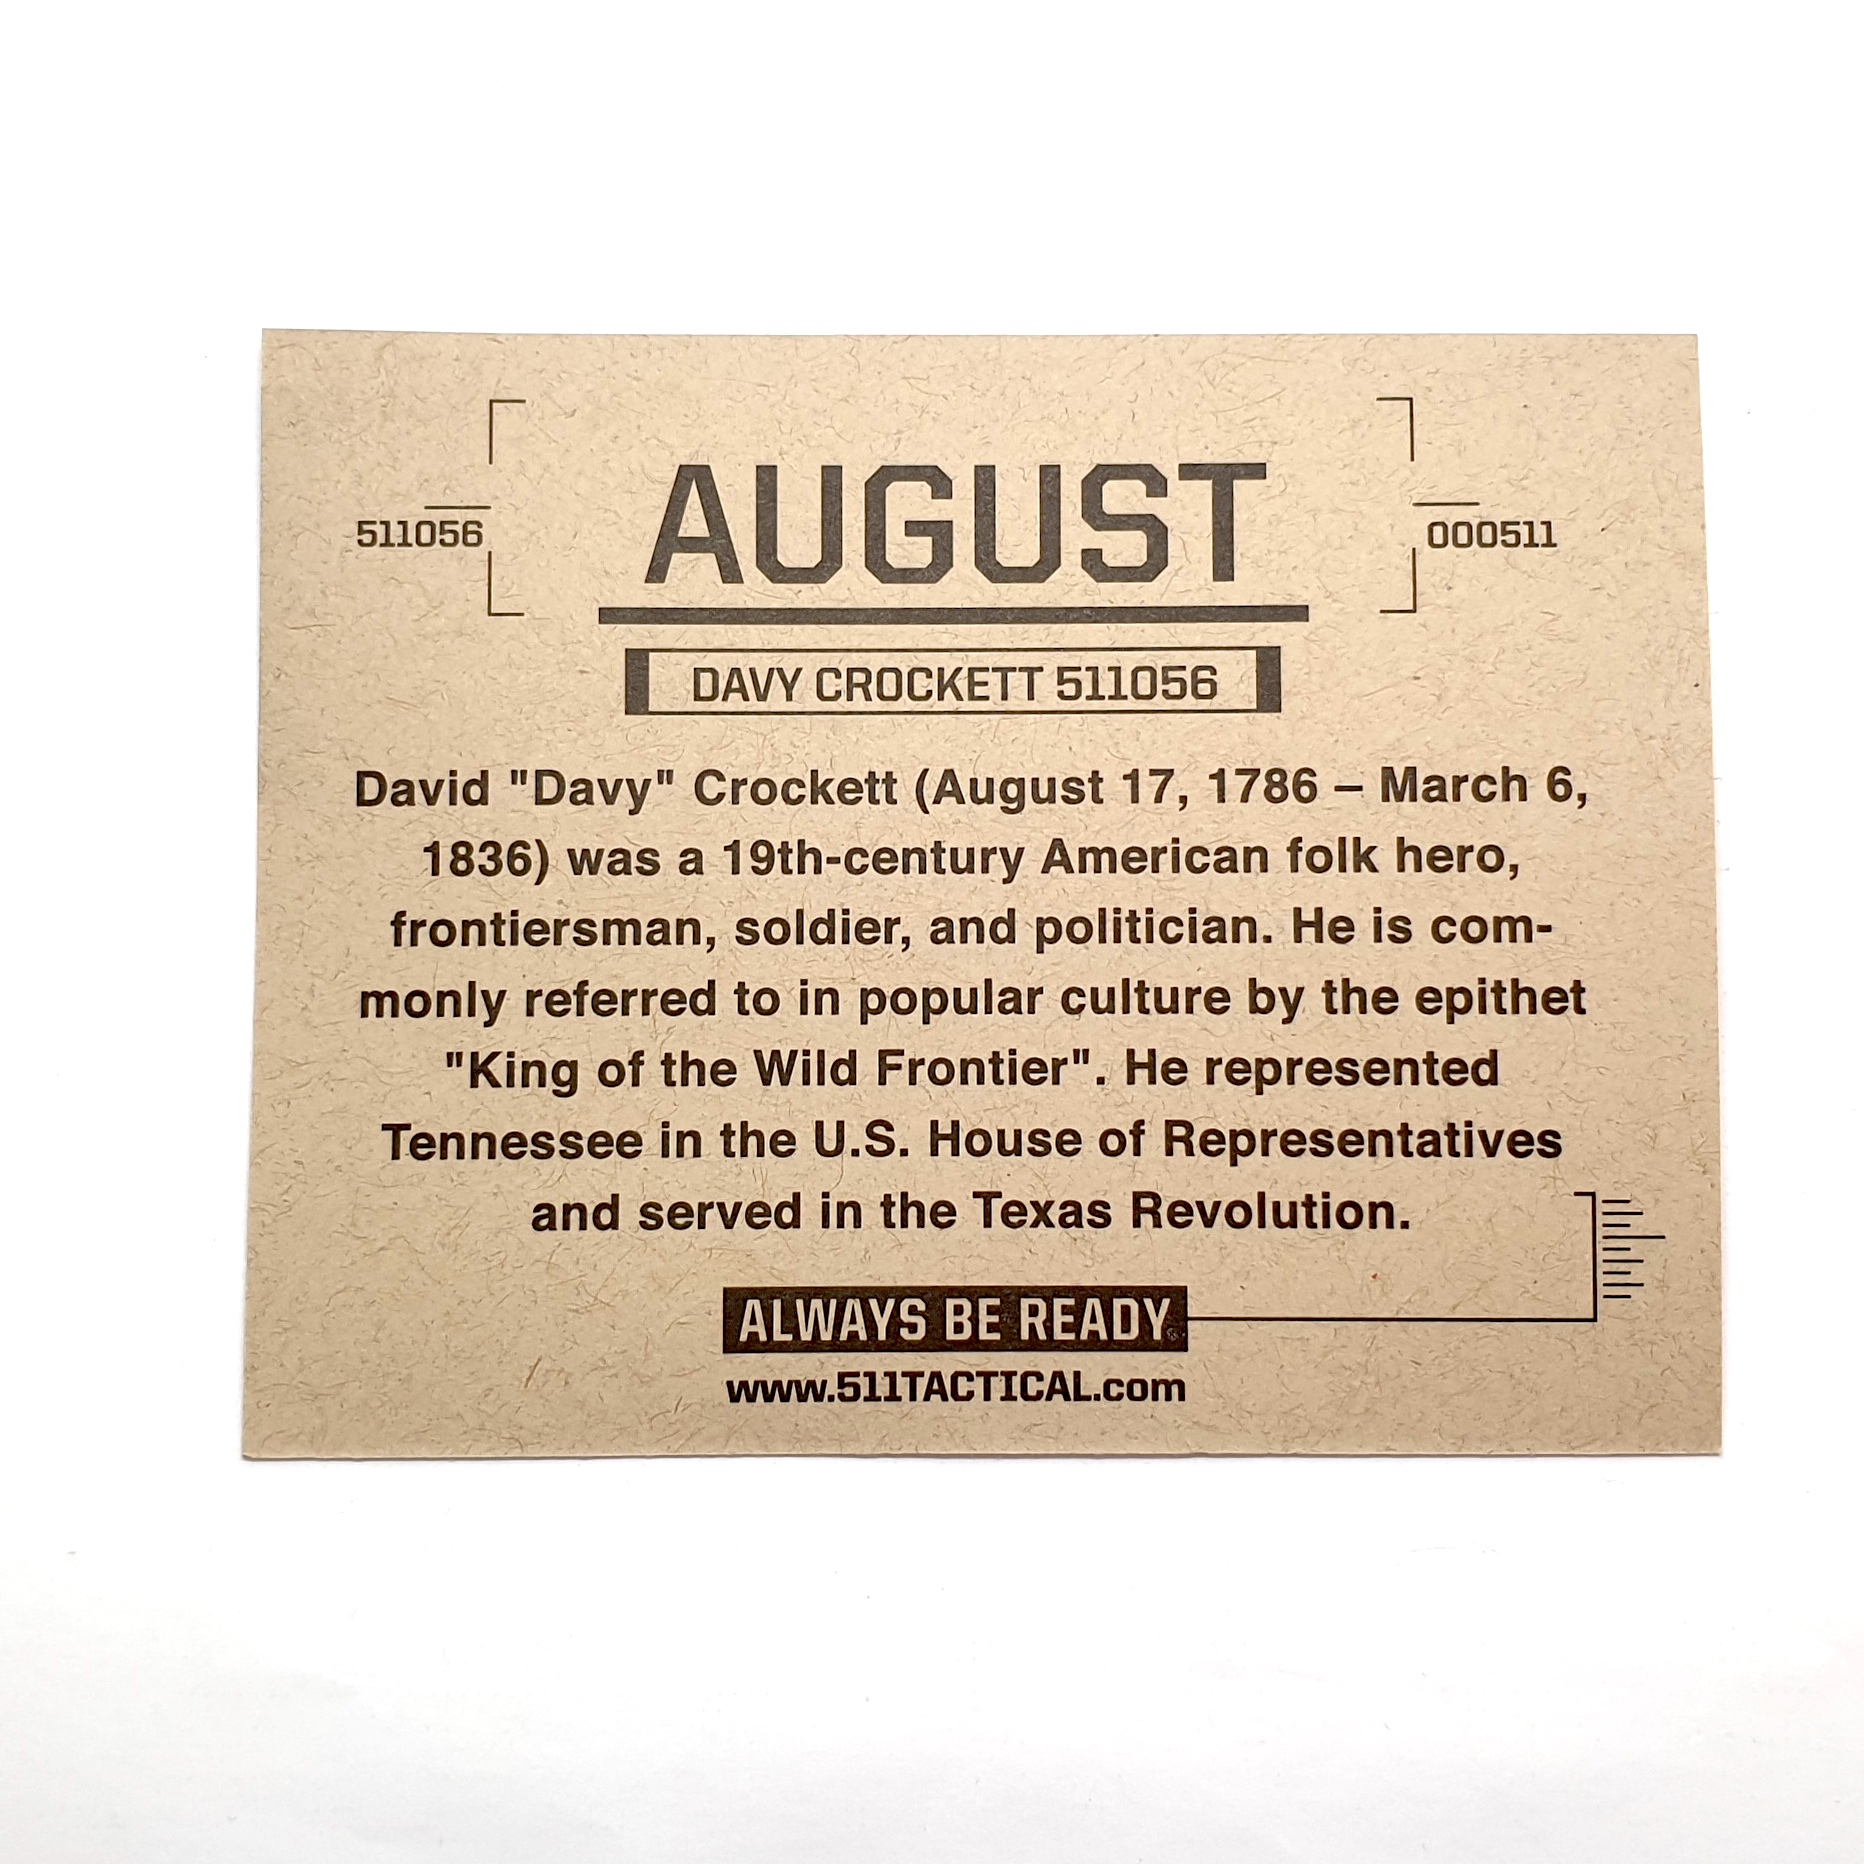 AUGUST
511056
000511
DAVY CROCKETT 511056
David "Davy" Crockett (August 17, 1786 – March 6,
1836) was a 19th-century American folk hero,
frontiersman, soldier, and politician. He is com-
monly referred to in popular culture by the epithet
"King of the Wild Frontier". He represented
Tennessee in the U.S. House of Representatives
and served in the Texas Revolution.
ALWAYS BE READY®
www.511TACTICAL.com